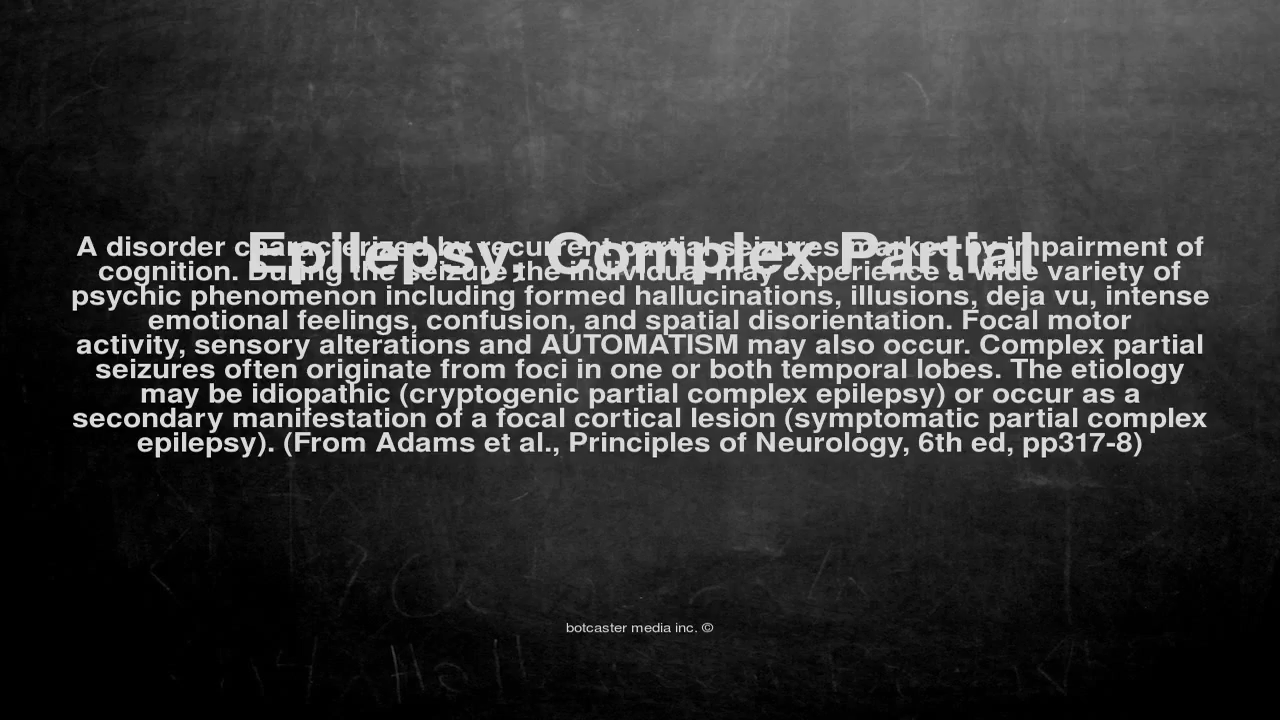 Epilepsy, Complex Partial
A disorder characterized by recurrent partial seizures marked by impairment of
cognition. During the seizure the individual may experience a wide variety of
psychic phenomenon including formed hallucinations, illusions, deja vu, intense
emotional feelings, confusion, and spatial disorientation. Focal motor
activity, sensory alterations and AUTOMATISM may also occur. Complex partial
seizures often originate from foci in one or both temporal lobes. The etiology
may be idiopathic (cryptogenic partial complex epilepsy) or occur as a
secondary manifestation of a focal cortical lesion (symptomatic partial complex
epilepsy). (From Adams et al., Principles of Neurology, 6th ed, pp317-8)
botcaster media inc. ©